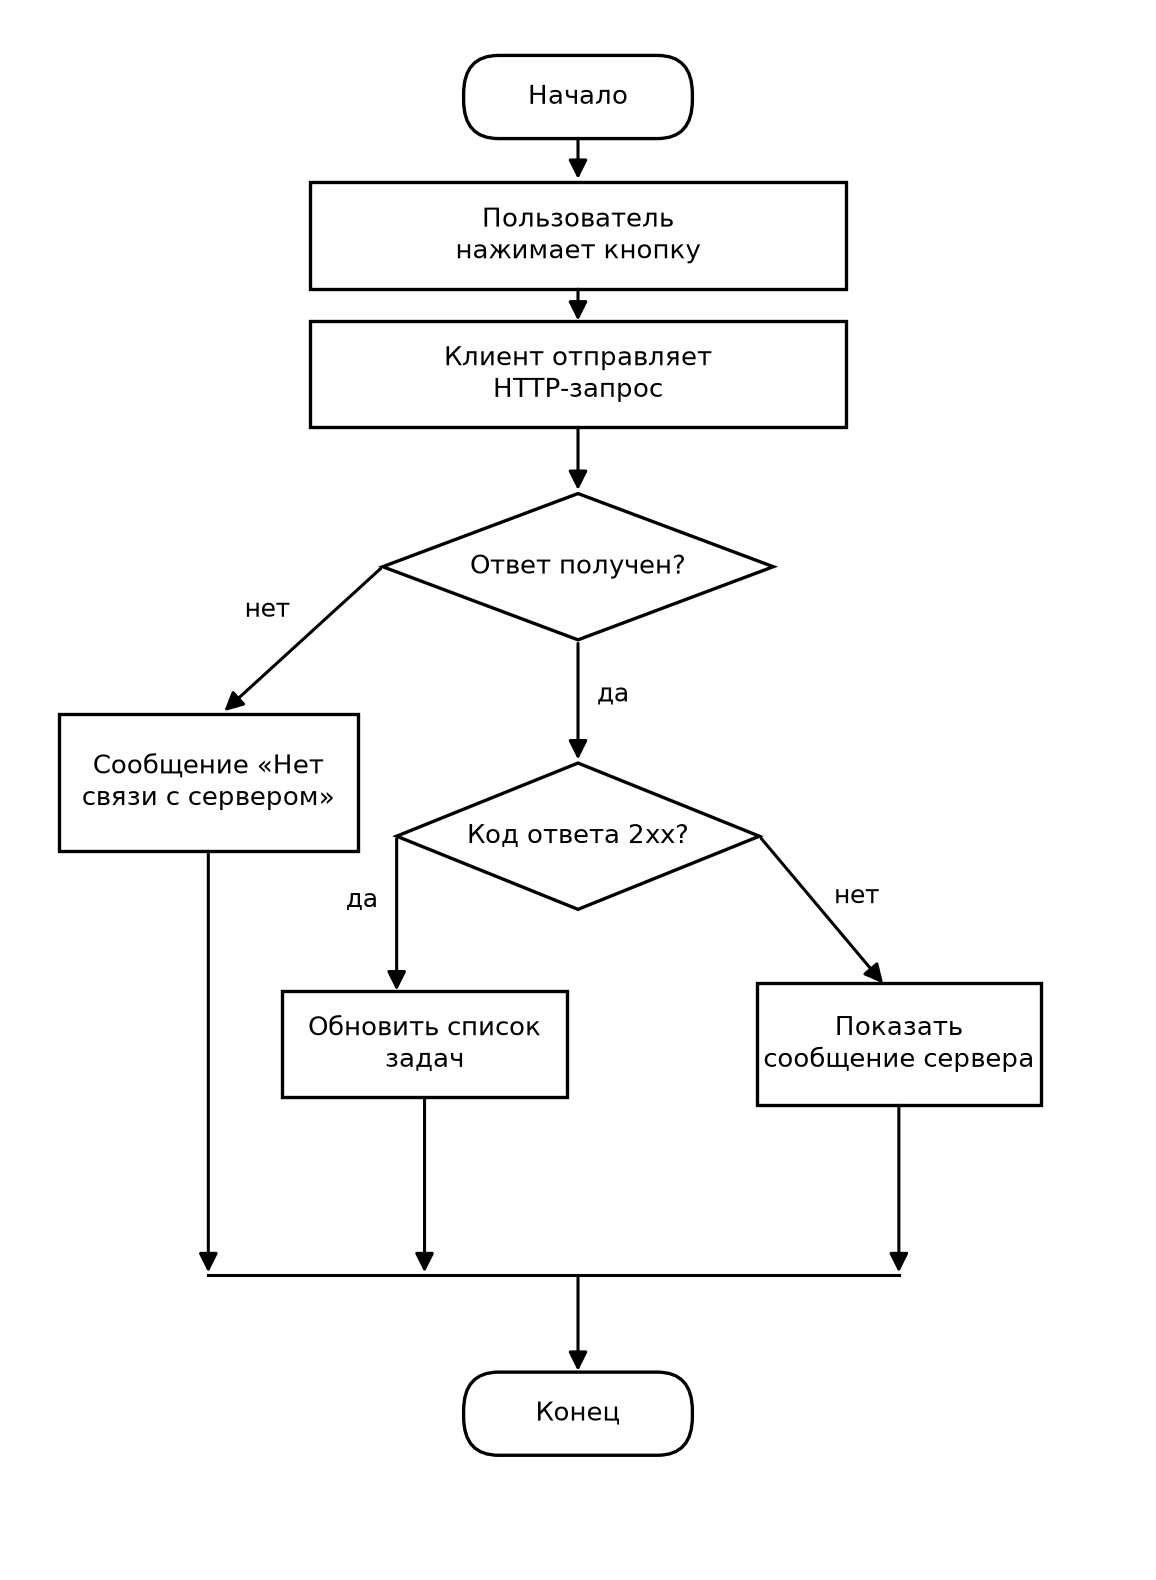 Начало
Пользователь
нажимает кнопку
Клиент отправляет
HTTP-запрос
Ответ получен?
нет
да
Сообщение «Нет
связи с сервером»
Код ответа 2xx?
да
нет
Обновить список
задач
Показать
сообщение сервера
Конец